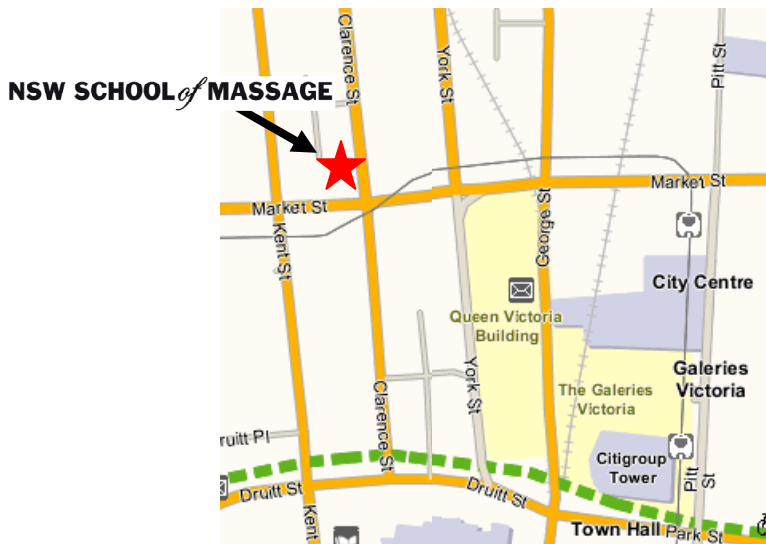 Clarence St
York St
Pitt St
NSW SCHOOL of MASSAGE
Market St
Market St
Kent St
George St
City Centre
Queen Victoria
Building
York St
Galeries
Victoria
The Galeries
Victoria
Clarence St
ruitt Pl
Citigroup
Tower
Pitt St
Druitt St
Druitt St
Kent
Town Hall
Park St